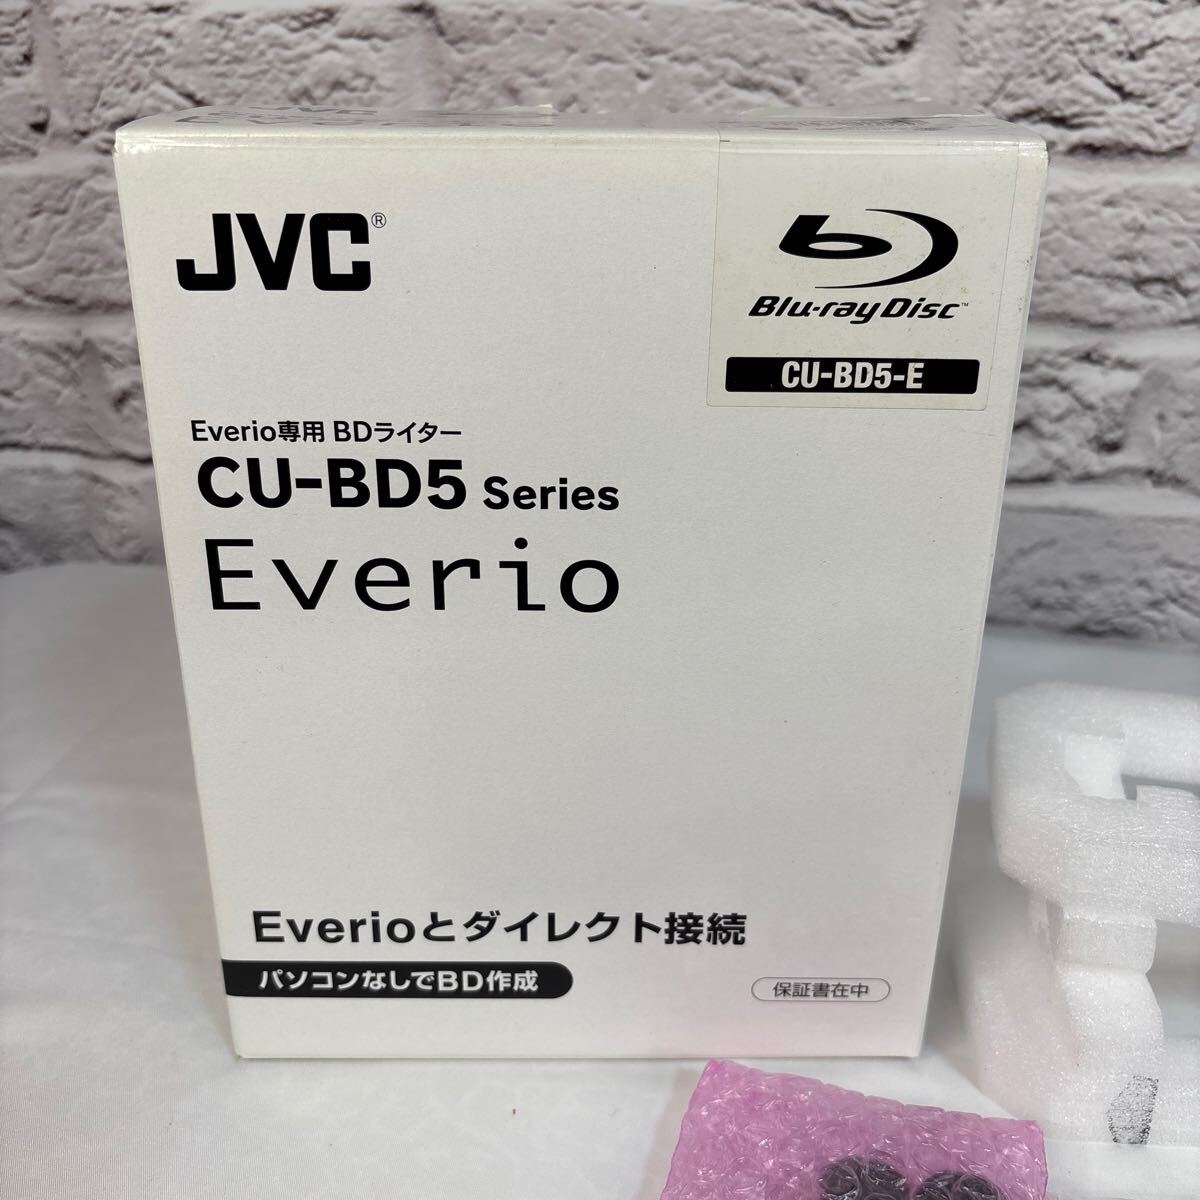 JVC®
Blu-ray Disc™
CU-BD5-E
Everio専用 BDライター
CU-BD5 Series
Everio
Everioとダイレクト接続
パソコンなしでBD作成
保証書在中